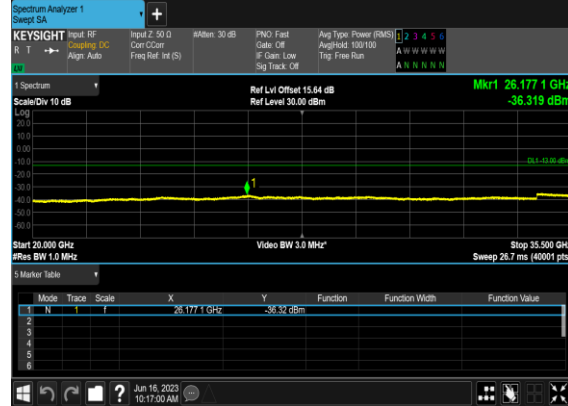 Spectrum Analyzer 1
Swept SA
+
KEYSIGHT Input: RF Input Z: 50 Ω #Atten: 30 dB PNO: Fast Avg Type: Power (RMS) 1 2 3 4 5 6
R T Coupling: DC Corr CCorr Gate: Off Avg|Hold: 100/100 A W W W W W
Align: Auto Freq Ref: Int (S) IF Gain: Low Trig: Free Run
LU Sig Track: Off A N N N N N
1 Spectrum Ref Lvl Offset 15.64 dB Mkr1 26.177 1 GHz
Scale/Div 10 dB Ref Level 30.00 dBm -36.319 dBm
Log
20.0
10.0
0.00
-10.0
DL1 -13.00 dBm
-20.0
-30.0
1
-40.0
-50.0
-60.0
Start 20.000 GHz Video BW 3.0 MHz* Stop 35.500 GHz
#Res BW 1.0 MHz Sweep 26.7 ms (40001 pts)
5 Marker Table
Mode Trace Scale X Y Function Function Width Function Value
1 N 1 f 26.177 1 GHz -36.32 dBm
2
3
4
5
6
? Jun 16, 2023
10:17:00 AM